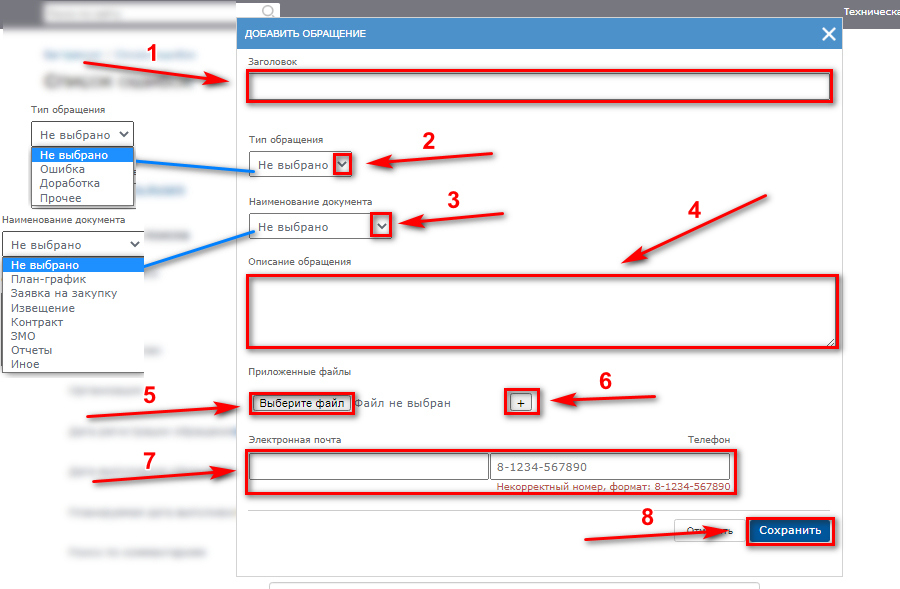 Техническа
ДОБАВИТЬ ОБРАЩЕНИЕ
1
Заголовок
Тип обращения
Не выбрано
Не выбрано
Ошибка
Доработка
Прочее
Тип обращения
2
Не выбрано
Наименование документа
Не выбрано
Не выбрано
План-график
Заявка на закупку
Извещение
Контракт
ЗМО
Отчеты
Иное
Наименование документа
3
Не выбрано
4
Описание обращения
Приложенные файлы
5
Выберите файл Файл не выбран
+
6
Электронная почта Телефон
7
8-1234-567890
Некорректный номер, формат: 8-1234-567890
8
Сохранить